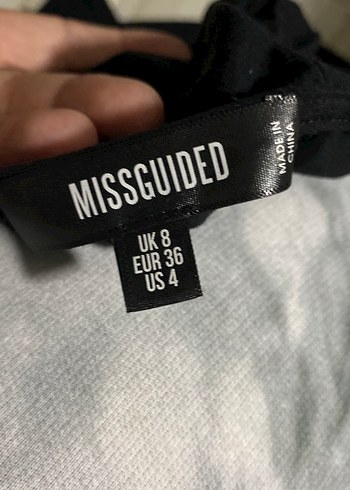 MISSGUIDED
MADE IN
CHINA
UK 8
EUR 36
US 4